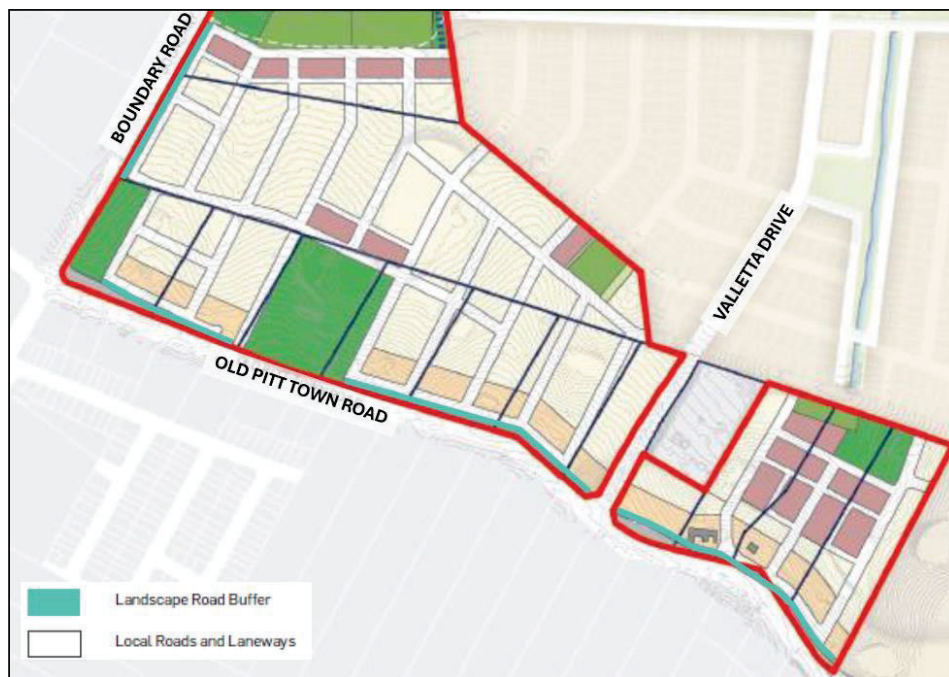 BOUNDARY ROAD
VALLETTA DRIVE
OLD PITT TOWN ROAD
Landscape Road Buffer
Local Roads and Laneways